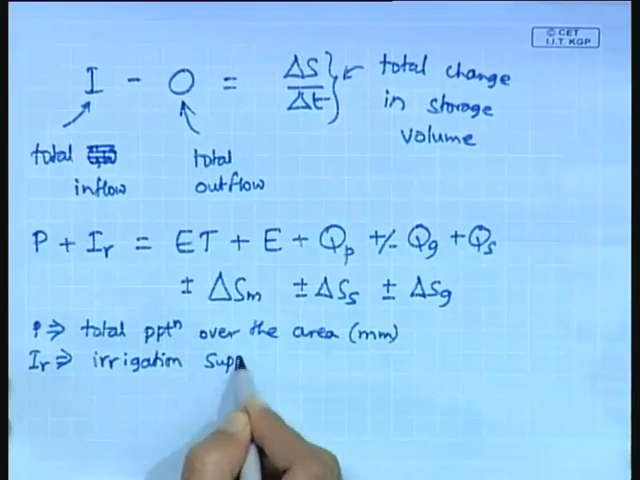 © CET
I.I.T. KGP
I - O = ΔS/Δt
total change
in storage
volume
total
inflow
total
outflow
P + Ir = ET + E + Qp +/- Qg + Qs
± ΔSm ± ΔSs ± ΔSg
P ⇒ total pptn over the area (mm)
Ir ⇒ irrigation Supp